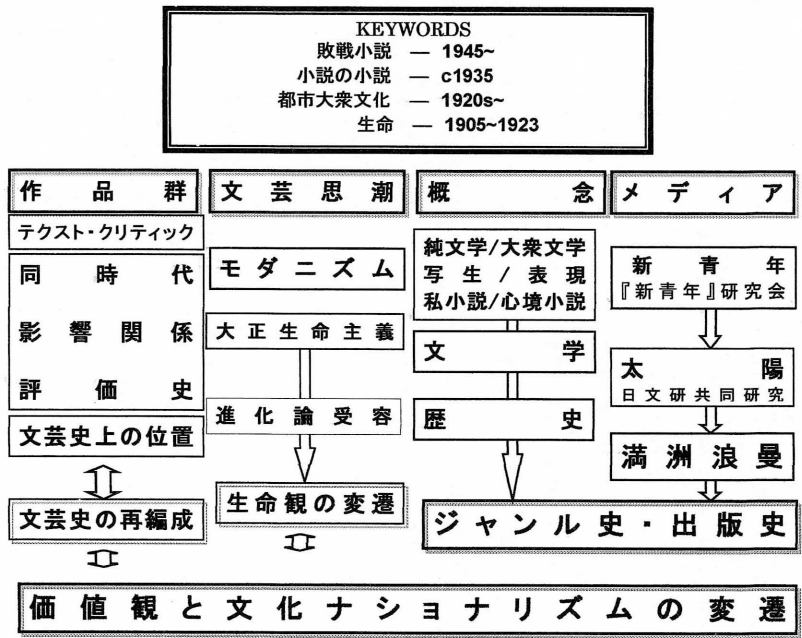 KEYWORDS
敗戦小説 — 1945~
小説の小説 — c1935
都市大衆文化 — 1920s~
生命 — 1905~1923
作品群
テクスト・クリティック
同時代
影響関係
評価史
文芸史上の位置
文芸史の再編成
文芸思潮
モダニズム
大正生命主義
進化論受容
生命観の変遷
概念
純文学/大衆文学
写生/表現
私小説/心境小説
文学
歴史
メディア
新青年
『新青年』研究会
太陽
日文研共同研究
満洲浪曼
ジャンル史・出版史
価値観と文化ナショナリズムの変遷